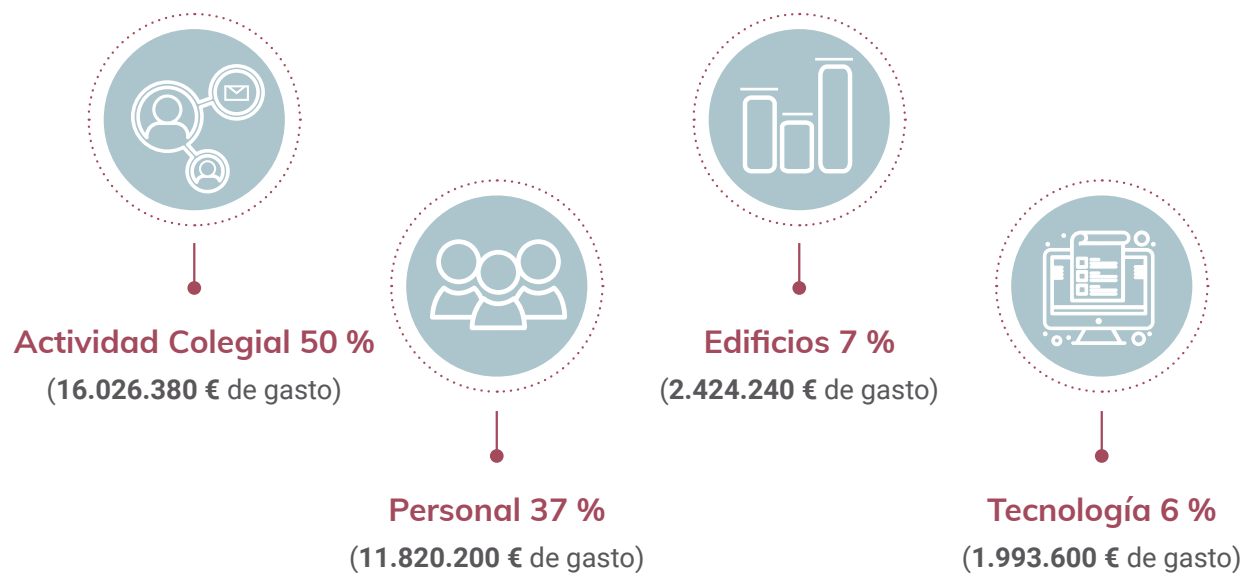 Actividad Colegial 50 %
(16.026.380 € de gasto)
Personal 37 %
(11.820.200 € de gasto)
Edificios 7 %
(2.424.240 € de gasto)
Tecnología 6 %
(1.993.600 € de gasto)